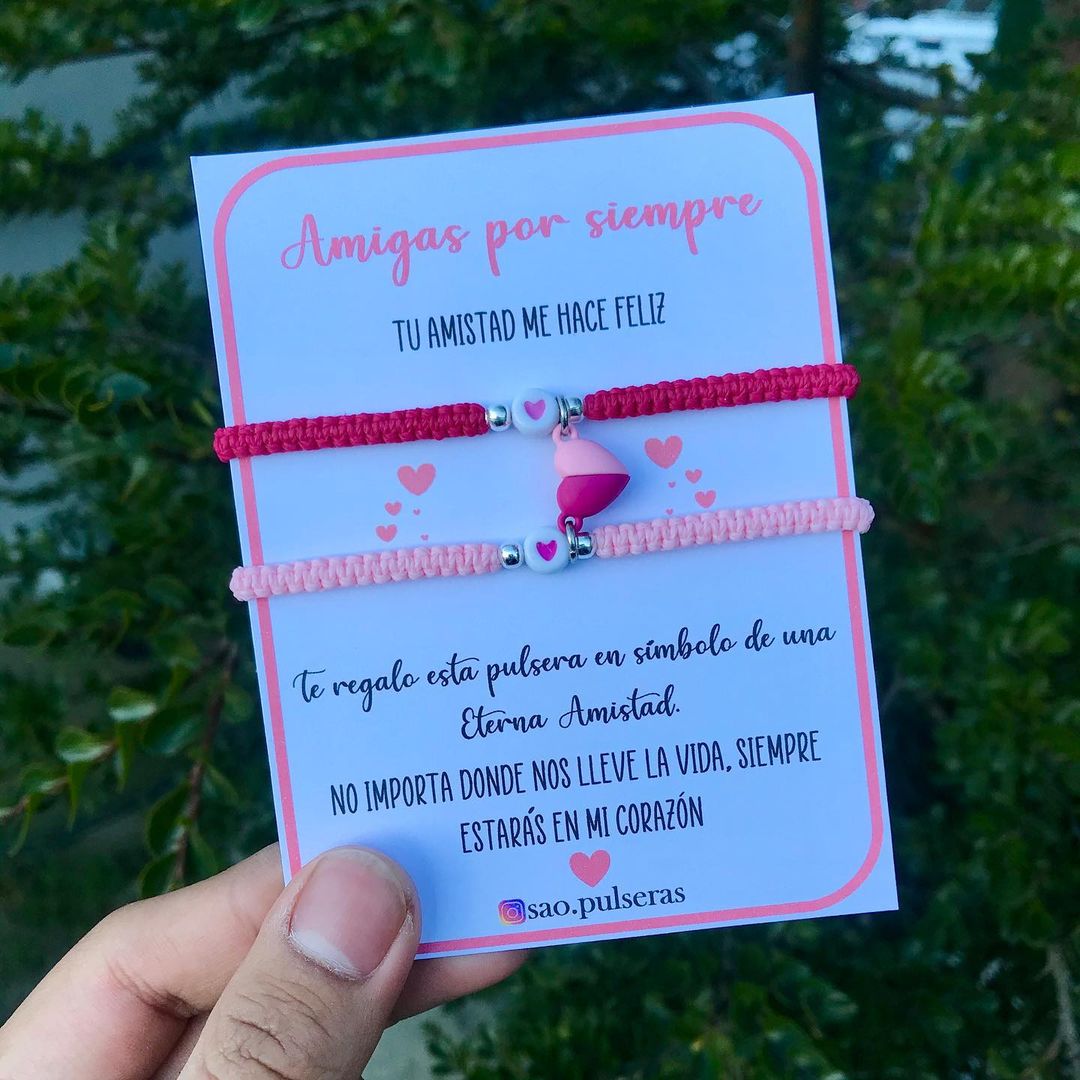 Amigas por siempre
TU AMISTAD ME HACE FELIZ
Te regalo esta pulsera en símbolo de una
Eterna Amistad.
NO IMPORTA DONDE NOS LLEVE LA VIDA, SIEMPRE
ESTARÁS EN MI CORAZÓN
sao.pulseras